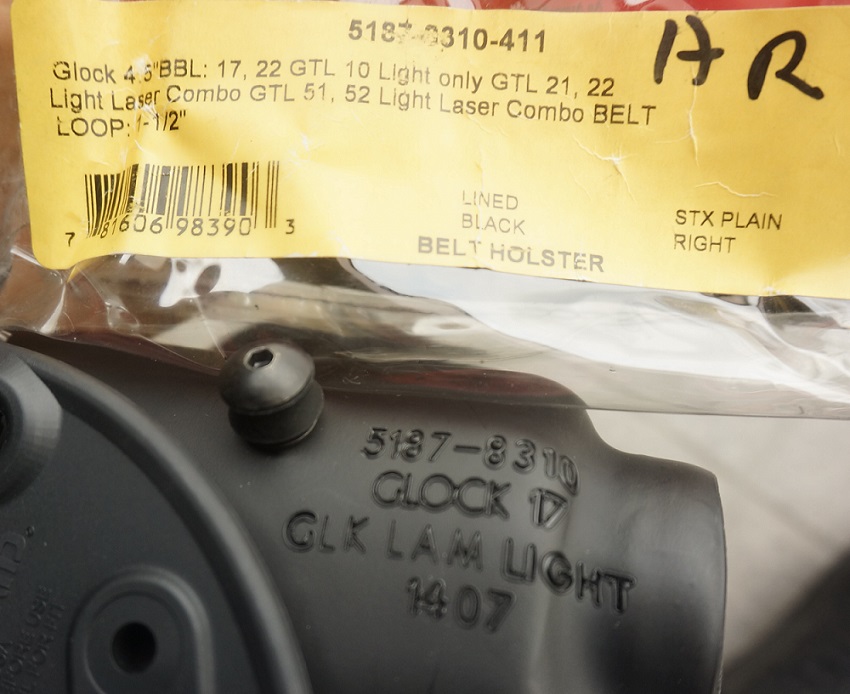 5187-8310-411
H R
Glock 4.5"BBL: 17, 22 GTL 10 Light only GTL 21, 22
Light Laser Combo GTL 51, 52 Light Laser Combo BELT
LOOP: 1-1/2"
7 81606 98390 3
LINED
BLACK
BELT HOLSTER
STX PLAIN
RIGHT
5187-8310
GLOCK 17
GLK LAM LIGHT
1407